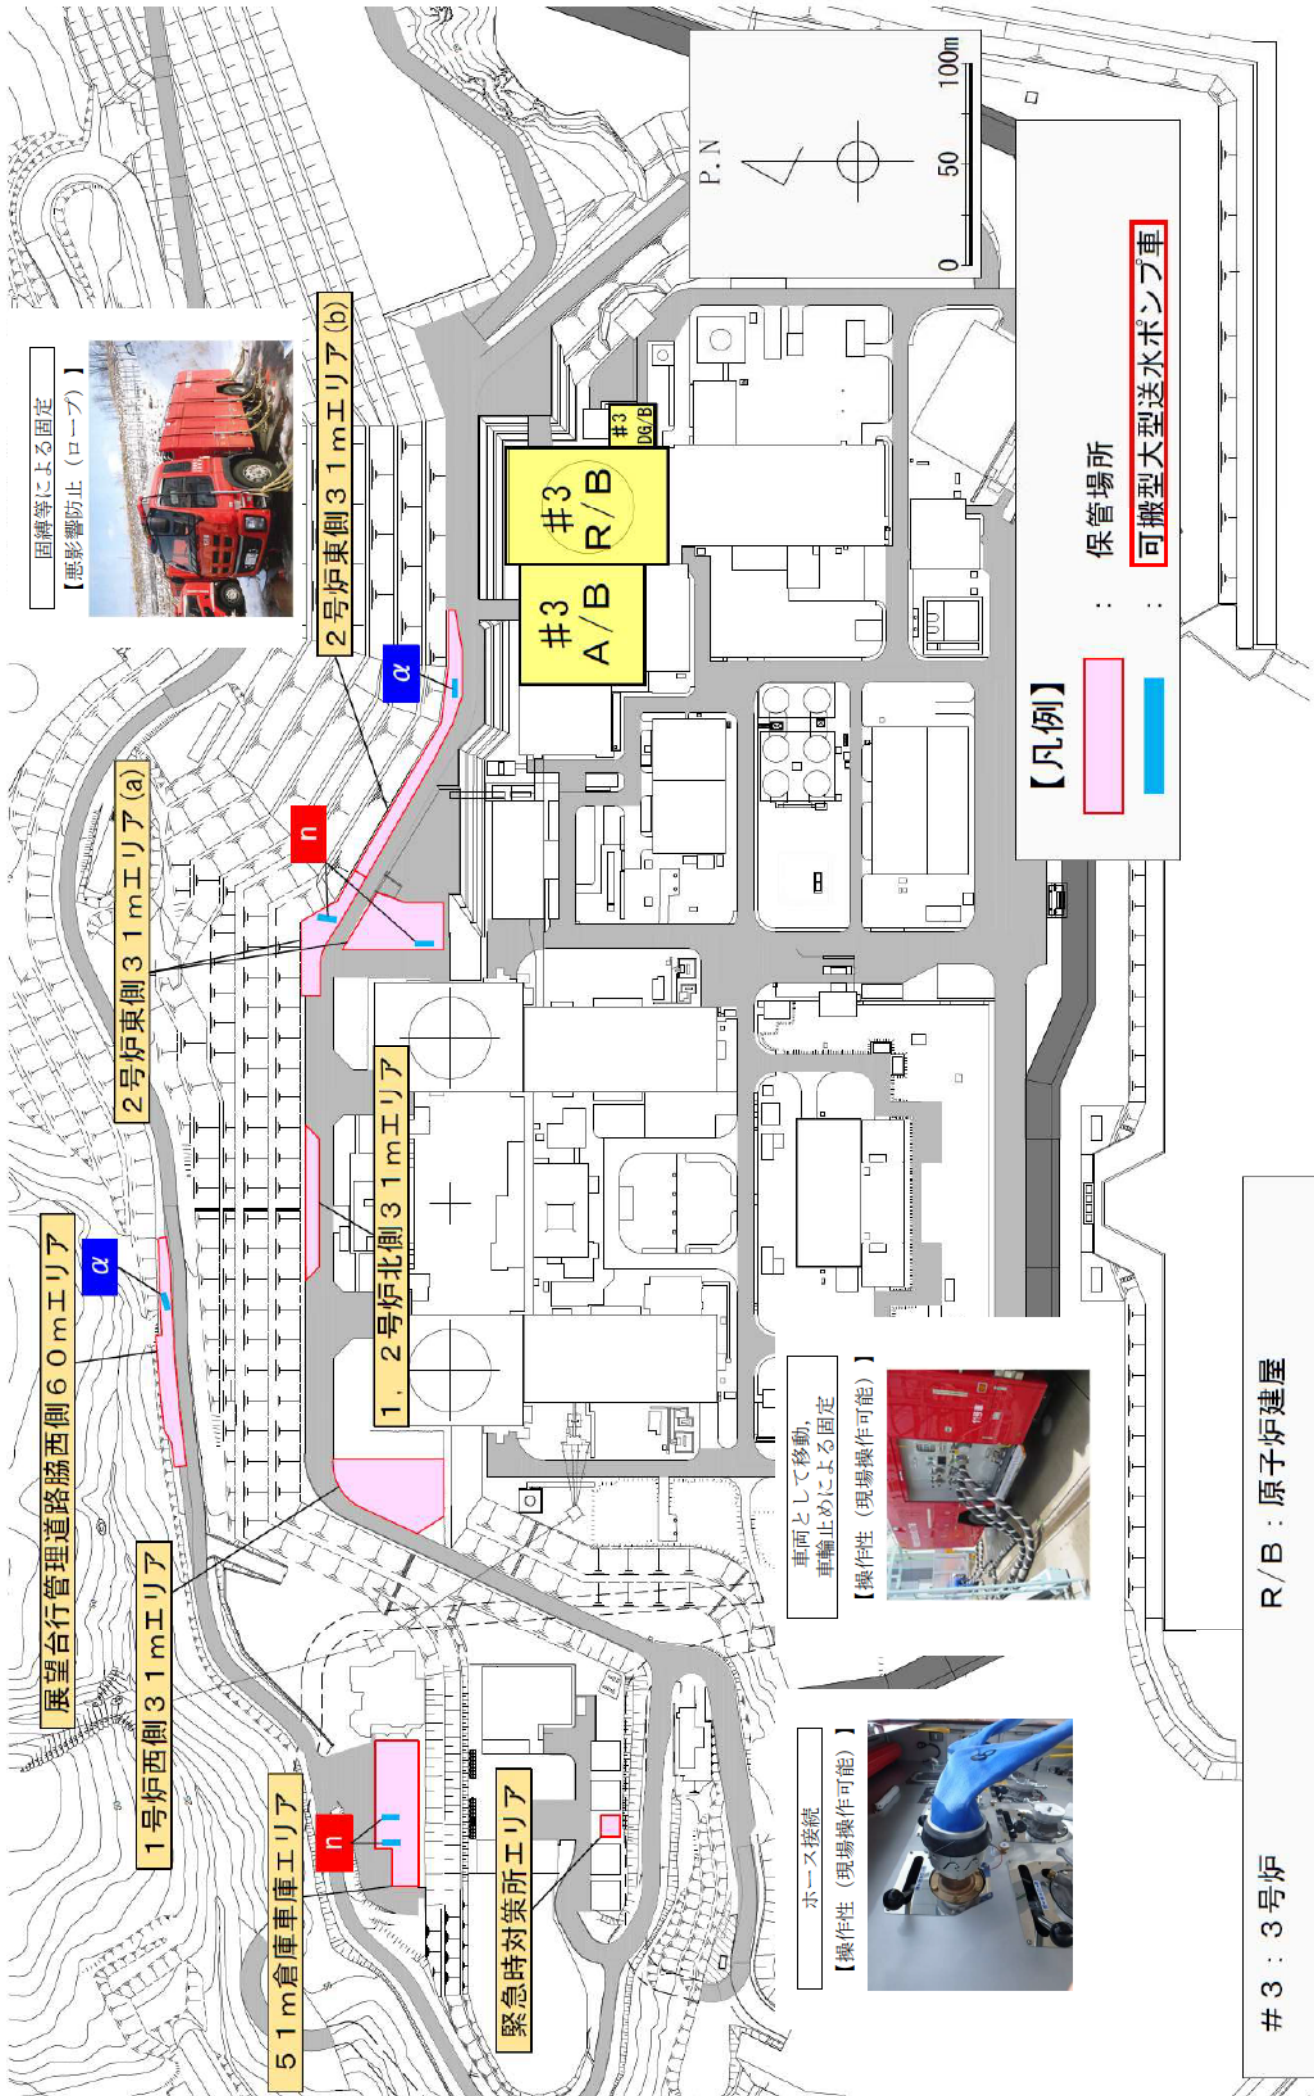 展望台行管理道路脇西側60mエリア
α
2号炉東側31mエリア(a)
固縛等による固定
【悪影響防止（ロープ）】
1号炉西側31mエリア
n
2号炉東側31mエリア(b)
α
51m倉庫車庫エリア
n
1，2号炉北側31mエリア
緊急時対策所エリア
#3
A/B
#3
R/B
#3
DG/B
P.N
0 50 100m
ホース接続
【操作性（現場操作可能）】
車両として移動，
車輪止めによる固定
【操作性（現場操作可能）】
【凡例】
： 保管場所
： 可搬型大型送水ポンプ車
#3：3号炉 R/B：原子炉建屋